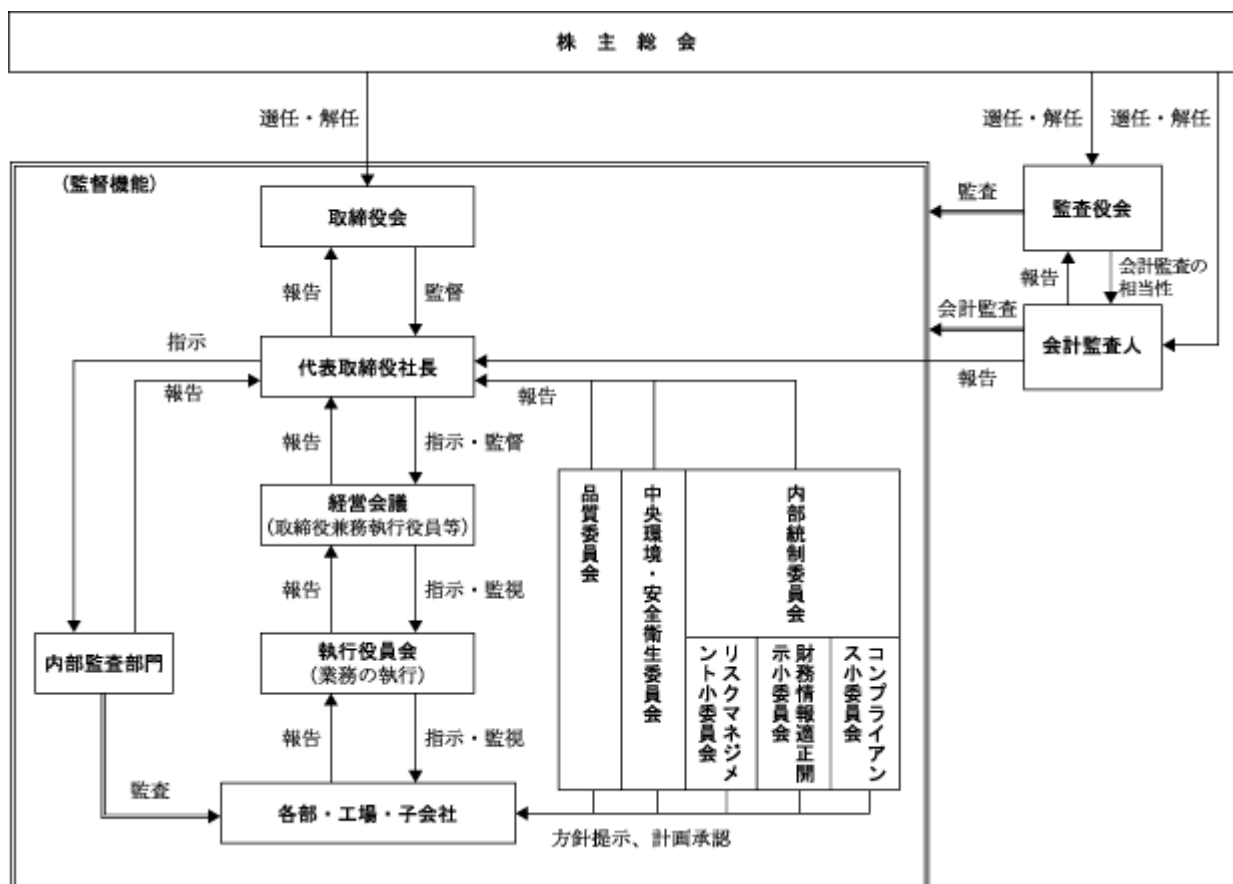 株主総会
選任・解任
選任・解任
選任・解任
(監督機能)
取締役会
監査
監査役会
報告
監督
報告
会計監査の
相当性
会計監査
会計監査人
指示
代表取締役社長
報告
報告
報告
報告
指示・監督
経営会議
(取締役兼務執行役員等)
報告
指示・監視
内部監査部門
執行役員会
(業務の執行)
報告
指示・監視
品質委員会
中央環境・安全衛生委員会
内部統制委員会
リスクマネジメ
ント小委員会
財務情報適正開
示小委員会
コンプライアン
ス小委員会
監査
各部・工場・子会社
方針提示、計画承認